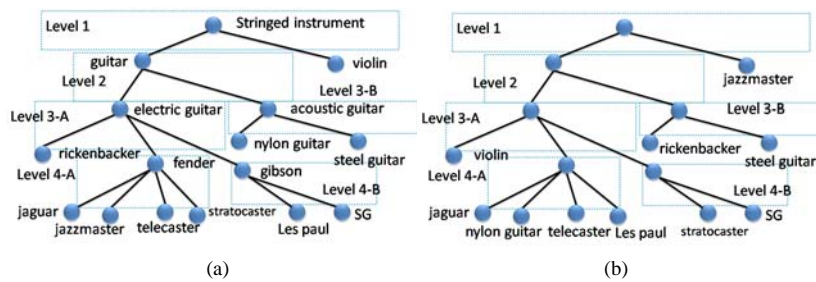 Level 1
Stringed instrument
guitar
violin
Level 2
Level 3-B
Level 3-A
electric guitar
acoustic guitar
nylon guitar
rickenbacker
steel guitar
fender
gibson
Level 4-A
Level 4-B
jaguar
jazzmaster
telecaster
stratocaster
Les paul
SG
(a)
Level 1
jazzmaster
Level 2
Level 3-B
Level 3-A
rickenbacker
violin
steel guitar
Level 4-A
Level 4-B
jaguar
nylon guitar
telecaster
Les paul
stratocaster
SG
(b)